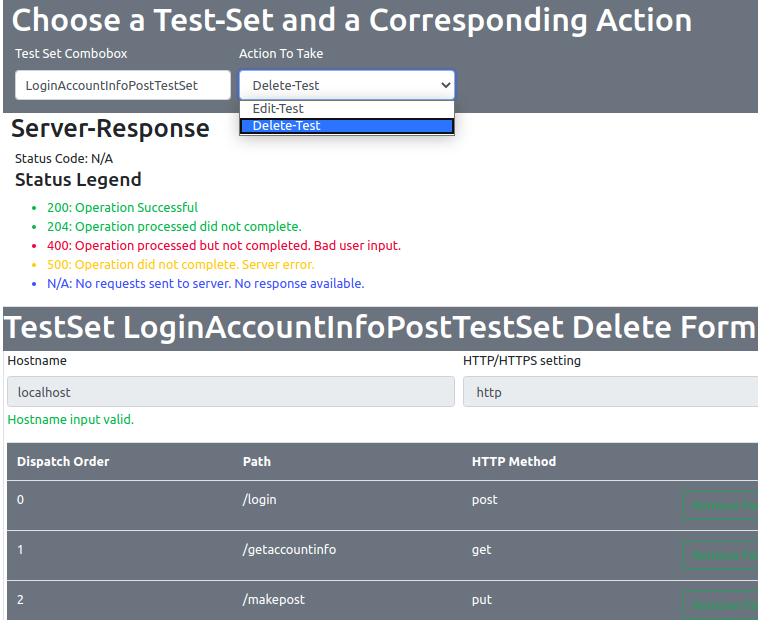 Choose a Test-Set and a Corresponding Action
Test Set Combobox Action To Take
LoginAccountInfoPostTestSet Delete-Test
Edit-Test
Delete-Test
Server-Response
Status Code: N/A
Status Legend
200: Operation Successful
204: Operation processed did not complete.
400: Operation processed but not completed. Bad user input.
500: Operation did not complete. Server error.
N/A: No requests sent to server. No response available.
TestSet LoginAccountInfoPostTestSet Delete Form
Hostname HTTP/HTTPS setting
localhost http
Hostname input valid.
Dispatch Order Path HTTP Method
0 /login post
1 /getaccountinfo get
2 /makepost put